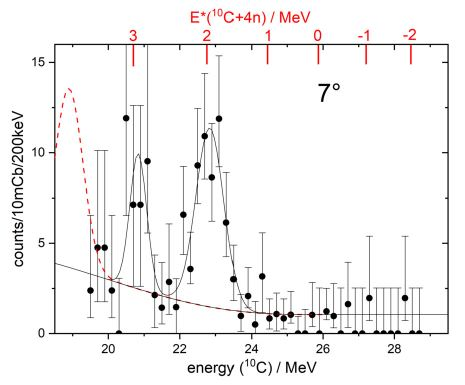 E*(¹⁰C+4n) / MeV
3 2 1 0 -1 -2
7°
15
10
5
0
counts/10mCb/200keV
20 22 24 26 28
energy (¹⁰C) / MeV